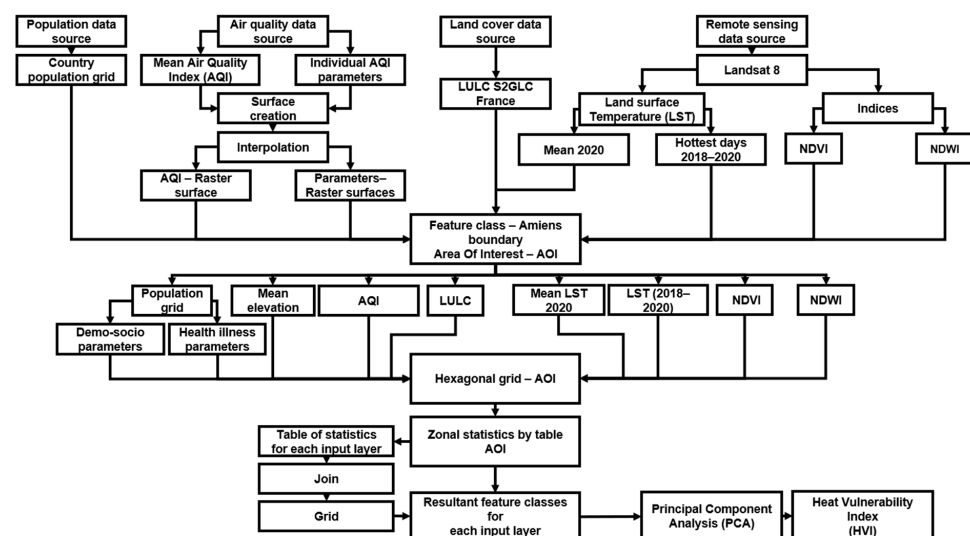 Population data
source
Air quality data
source
Land cover data
source
Remote sensing
data source
Country
population grid
Mean Air Quality
Index (AQI)
Individual AQI
parameters
LULC S2GLC
France
Landsat 8
Surface
creation
Land surface
Temperature (LST)
Indices
Interpolation
Mean 2020
Hottest days
2018–2020
NDVI
NDWI
AQI – Raster
surface
Parameters–
Raster surfaces
Feature class – Amiens
boundary
Area Of Interest – AOI
Population
grid
Mean
elevation
AQI
LULC
Mean LST
2020
LST (2018–
2020)
NDVI
NDWI
Demo-socio
parameters
Health illness
parameters
Hexagonal grid – AOI
Zonal statistics by table
AOI
Table of statistics
for each input layer
Join
Grid
Resultant feature classes
for
each input layer
Principal Component
Analysis (PCA)
Heat Vulnerability
Index
(HVI)